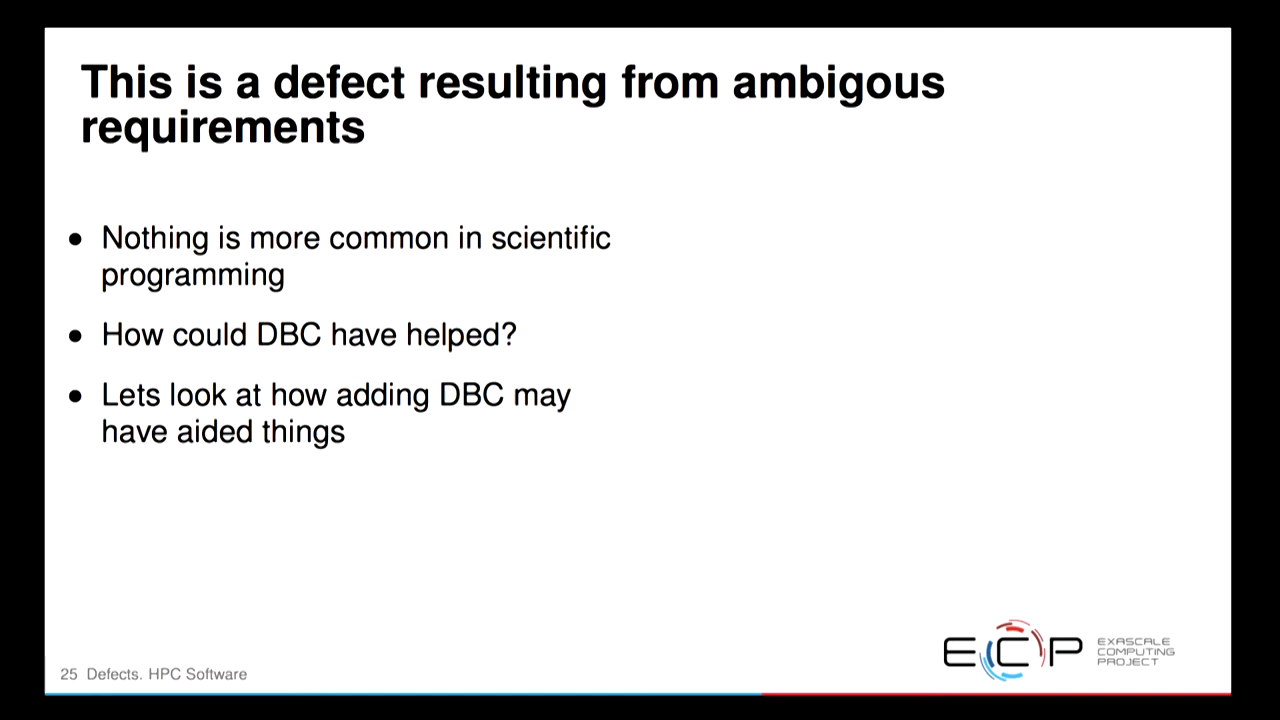 This is a defect resulting from ambigous
requirements
● Nothing is more common in scientific
programming
● How could DBC have helped?
● Lets look at how adding DBC may
have aided things
25 Defects. HPC Software
ECP
EXASCALE
COMPUTING
PROJECT